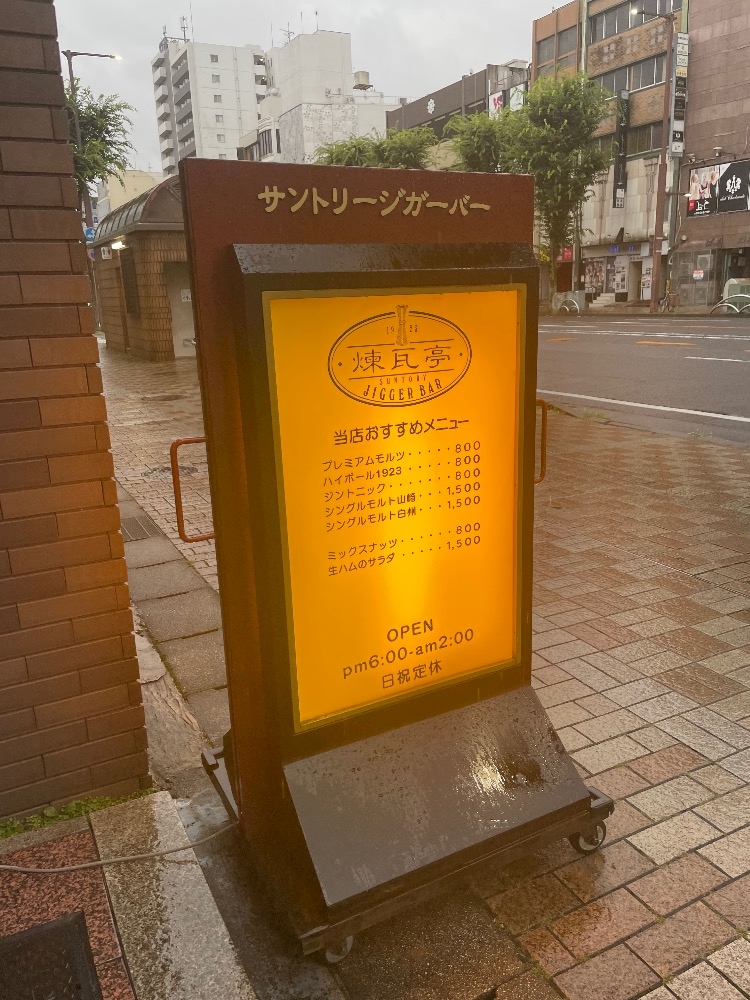 サントリージガーバー
19 23
煉瓦亭
SUNTORY
JIGGER BAR
当店おすすめメニュー
プレミアムモルツ・・・・・800
ハイボール1923・・・・・・800
ジントニック・・・・・・・800
シングルモルト山崎・・・1,500
シングルモルト白州・・・1,500
ミックスナッツ・・・・・・800
生ハムのサラダ・・・・・1,500
OPEN
pm6:00-am2:00
日祝定休